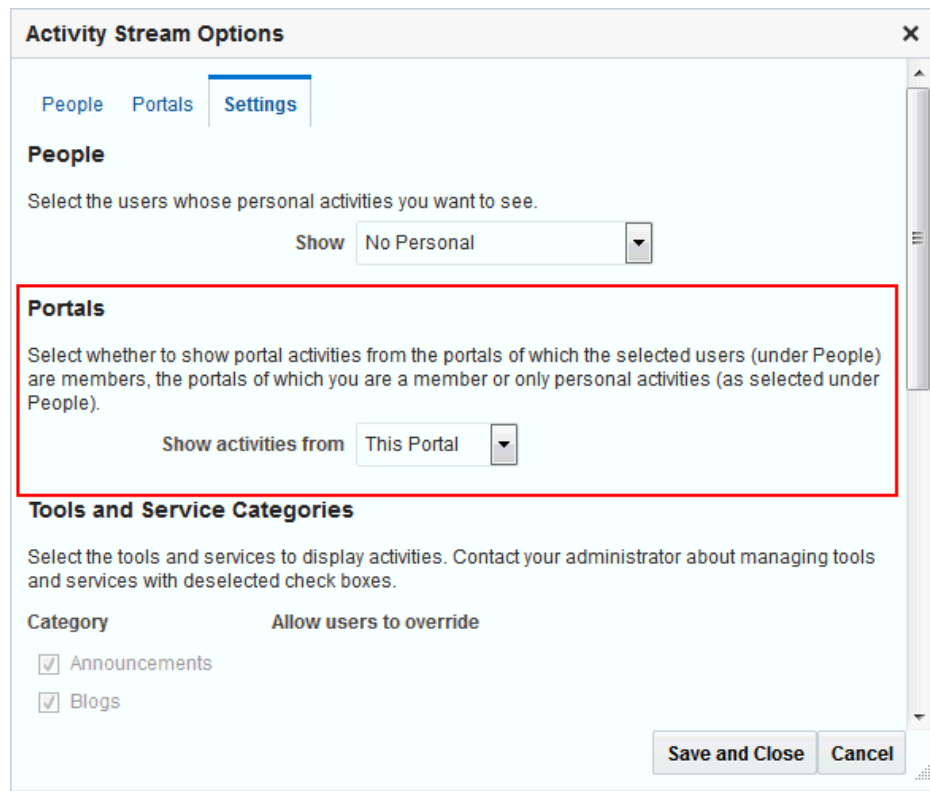 Activity Stream Options
People Portals Settings
People
Select the users whose personal activities you want to see.
Show No Personal
Portals
Select whether to show portal activities from the portals of which the selected users (under People)
are members, the portals of which you are a member or only personal activities (as selected under
People).
Show activities from This Portal
Tools and Service Categories
Select the tools and services to display activities. Contact your administrator about managing tools
and services with deselected check boxes.
Category Allow users to override
Announcements
Blogs
Save and Close Cancel